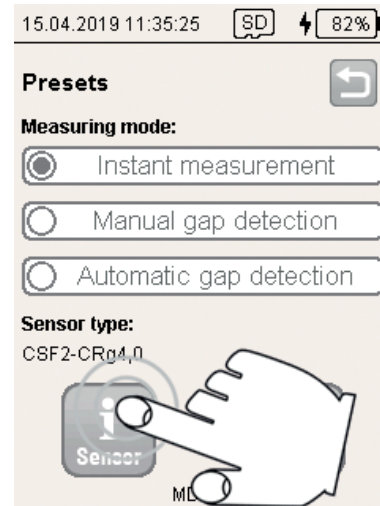 15.04.2019 11:35:25 SD 82%
Presets
Measuring mode:
Instant measurement
Manual gap detection
Automatic gap detection
Sensor type:
CSF2-CRg4,0
i
Sensor